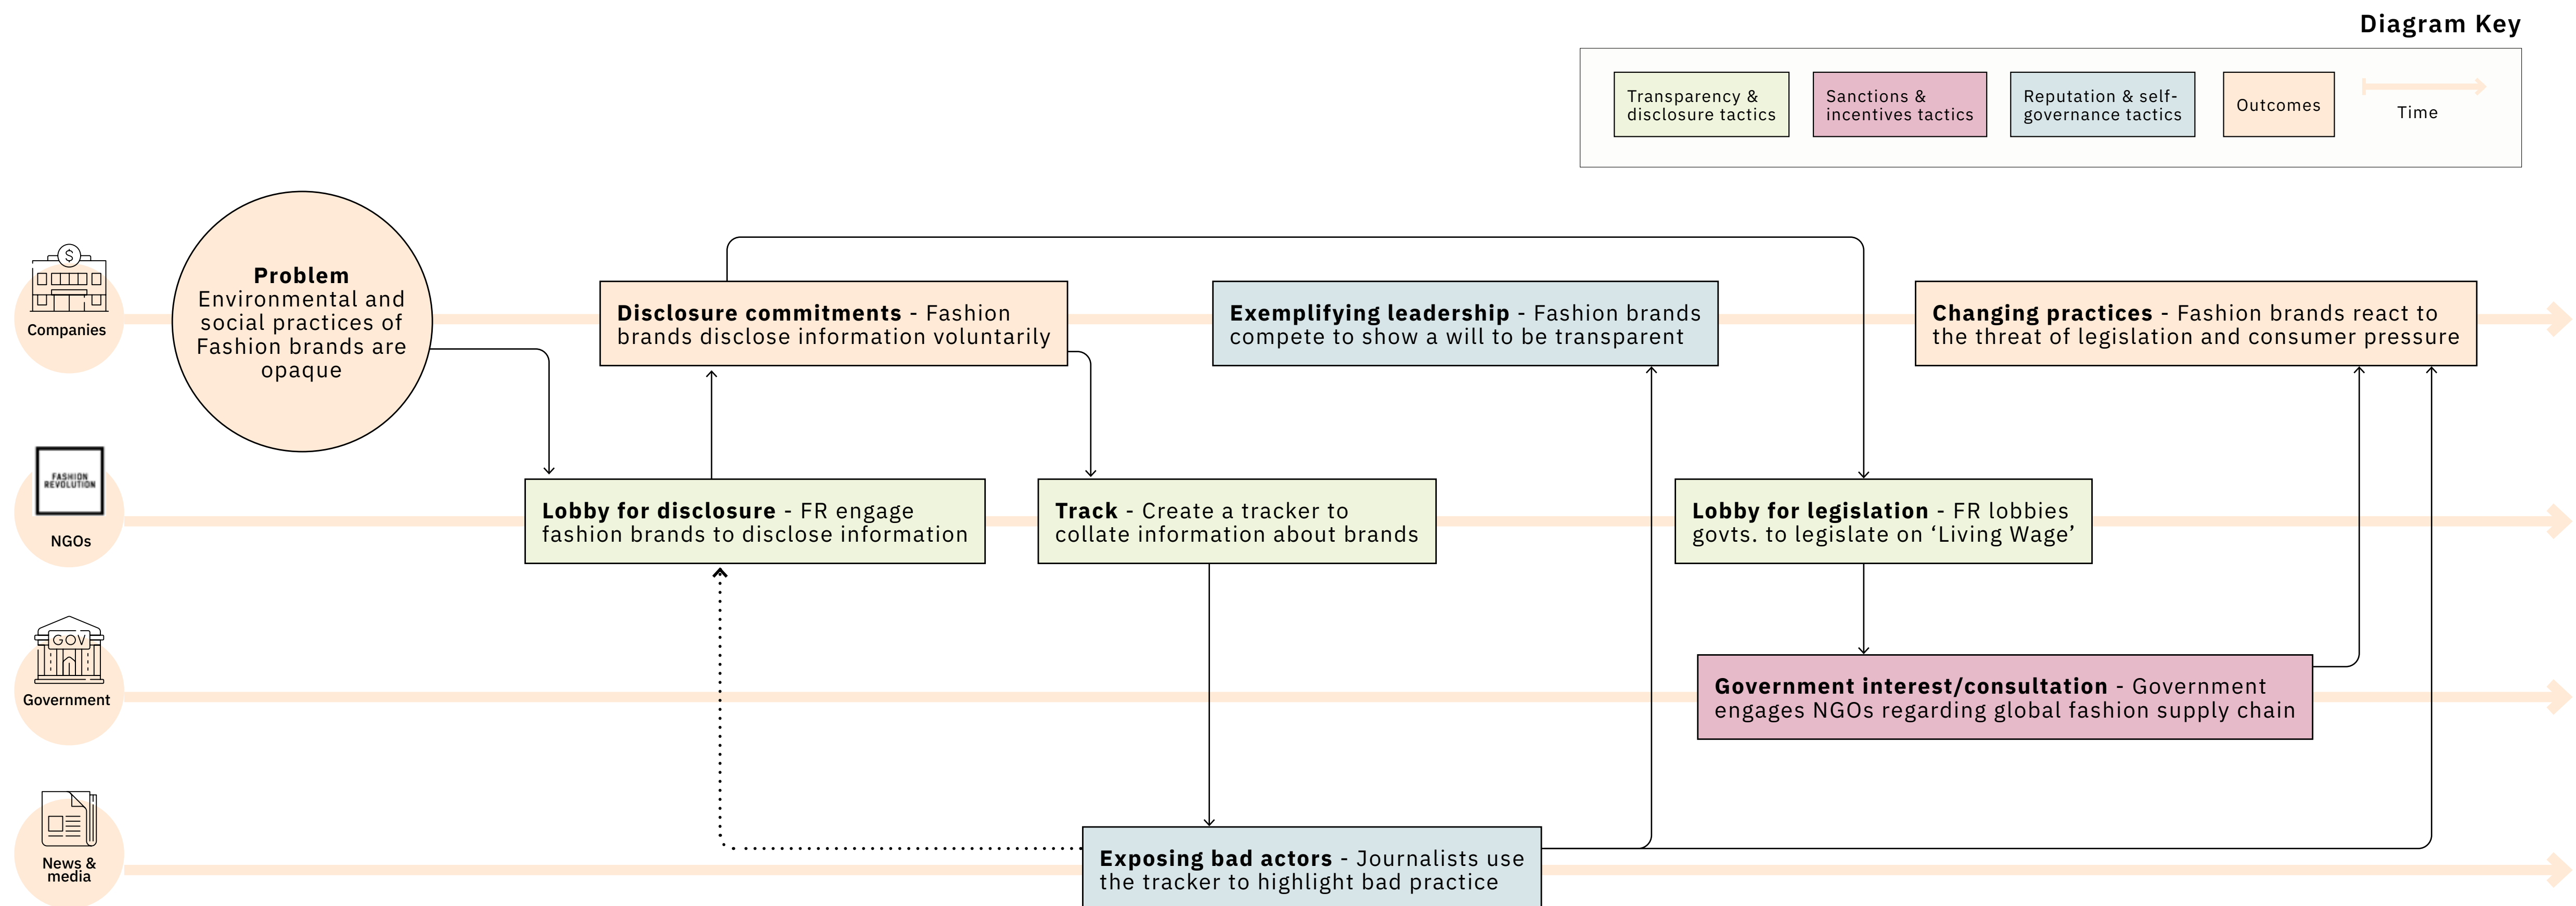 Diagram Key
Transparency &
disclosure tactics
Sanctions &
incentives tactics
Reputation & self-
governance tactics
Outcomes
Time
$
Companies
Problem
Environmental and
social practices of
Fashion brands are
opaque
Disclosure commitments - Fashion
brands disclose information voluntarily
Exemplifying leadership - Fashion brands
compete to show a will to be transparent
Changing practices - Fashion brands react to
the threat of legislation and consumer pressure
FASHION
REVOLUTION
NGOs
Lobby for disclosure - FR engage
fashion brands to disclose information
Track - Create a tracker to
collate information about brands
Lobby for legislation - FR lobbies
govts. to legislate on ‘Living Wage’
GOV
Government
Government interest/consultation - Government
engages NGOs regarding global fashion supply chain
News &
media
Exposing bad actors - Journalists use
the tracker to highlight bad practice